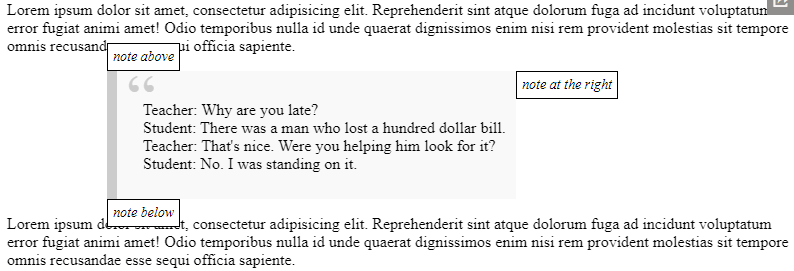 Lorem ipsum dolor sit amet, consectetur adipisicing elit. Reprehenderit sint atque dolorum fuga ad incidunt voluptatum
error fugiat animi amet! Odio temporibus nulla id unde quaerat dignissimos enim nisi rem provident molestias sit tempore
omnis recusand qui officia sapiente.
note above
“
note at the right
Teacher: Why are you late?
Student: There was a man who lost a hundred dollar bill.
Teacher: That's nice. Were you helping him look for it?
Student: No. I was standing on it.
note below
Lorem ipsum dolor sit amet, consectetur adipisicing elit. Reprehenderit sint atque dolorum fuga ad incidunt voluptatum
error fugiat animi amet! Odio temporibus nulla id unde quaerat dignissimos enim nisi rem provident molestias sit tempore
omnis recusandae esse sequi officia sapiente.